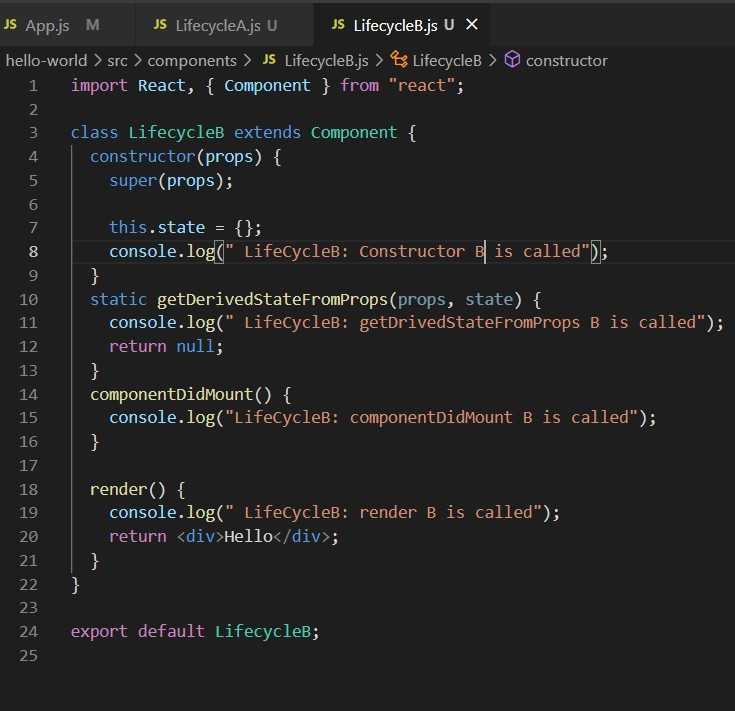 JS App.js M JS LifecycleA.js U JS LifecycleB.js U ✕
hello-world > src > components > JS LifecycleB.js > LifecycleB > constructor
1 import React, { Component } from "react";
2
3 class LifecycleB extends Component {
4   constructor(props) {
5     super(props);
6
7     this.state = {};
8     console.log(" LifeCycleB: Constructor B is called");
9   }
10   static getDerivedStateFromProps(props, state) {
11     console.log(" LifeCycleB: getDrivedStateFromProps B is called");
12     return null;
13   }
14   componentDidMount() {
15     console.log("LifeCycleB: componentDidMount B is called");
16   }
17
18   render() {
19     console.log(" LifeCycleB: render B is called");
20     return <div>Hello</div>;
21   }
22 }
23
24 export default LifecycleB;
25